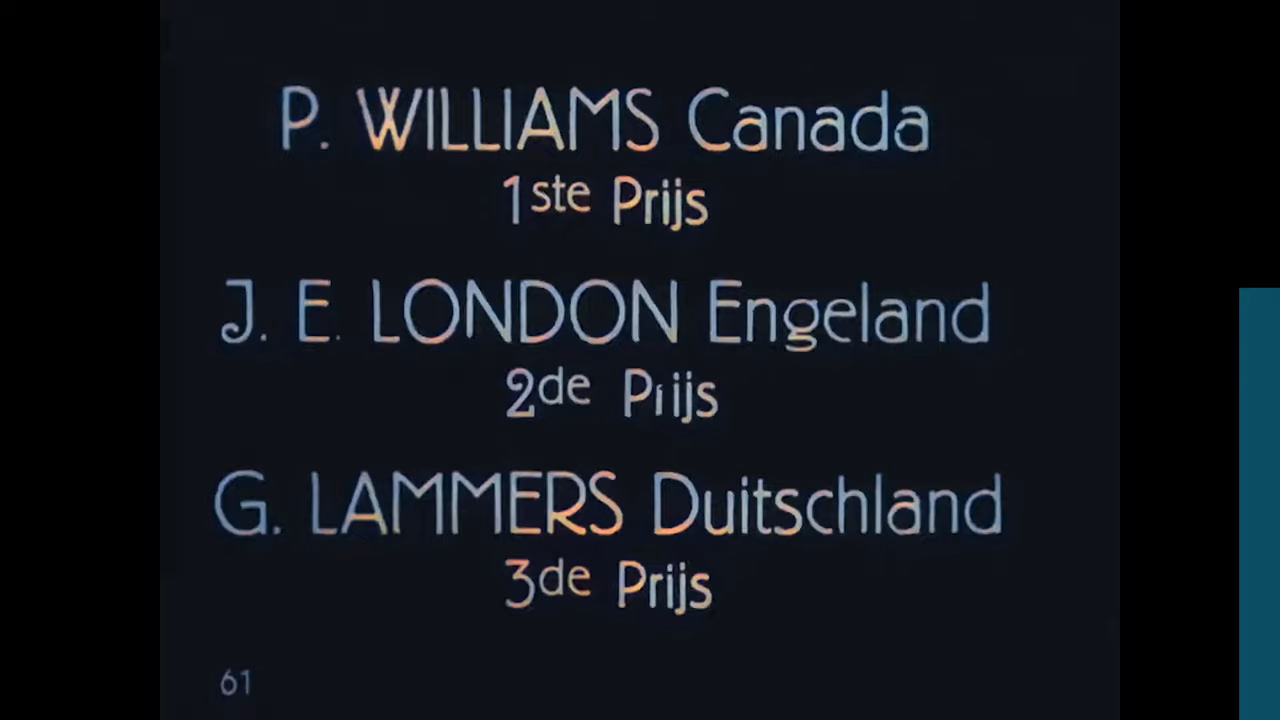 P. WILLIAMS Canada
1ste Prijs
J. E. LONDON Engeland
2de Prijs
G. LAMMERS Duitschland
3de Prijs
61